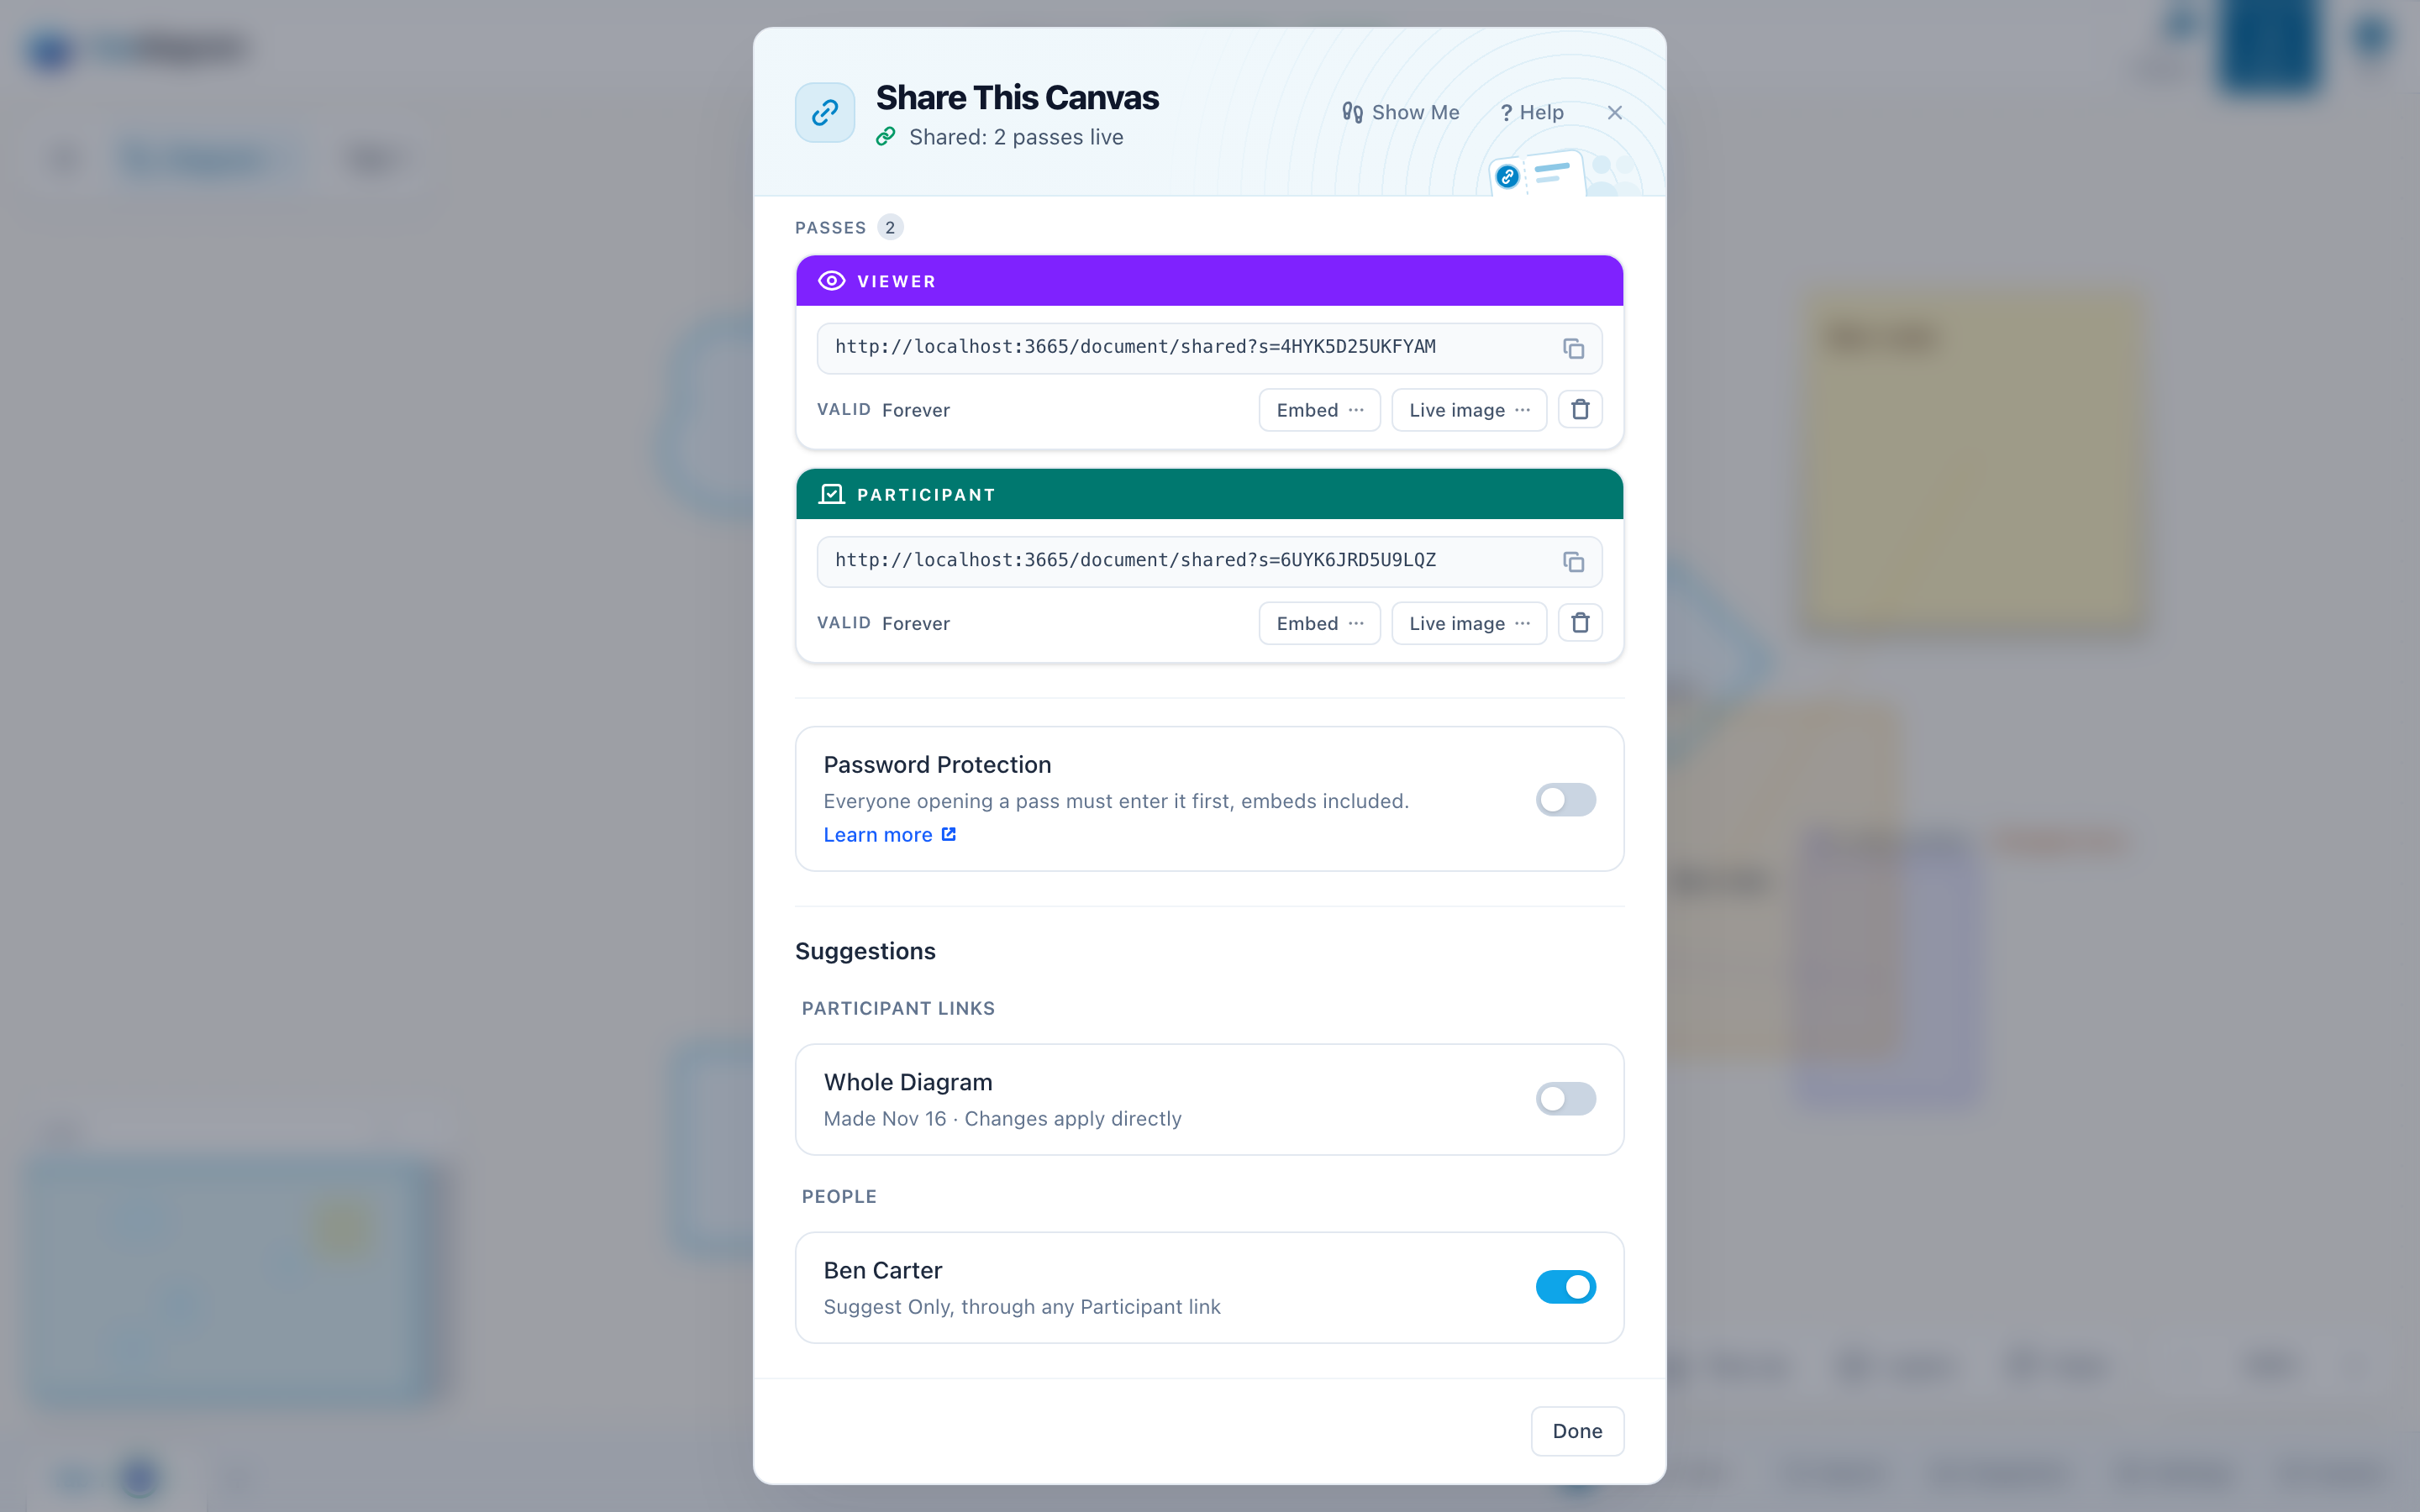 Share This Canvas
Shared: 2 passes live
Show Me
? Help
PASSES 2
VIEWER
http://localhost:3665/document/shared?s=4HYK5D25UKFYAM
VALID Forever
Embed ···
Live image ···
PARTICIPANT
http://localhost:3665/document/shared?s=6UYK6JRD5U9LQZ
VALID Forever
Embed ···
Live image ···
Password Protection
Everyone opening a pass must enter it first, embeds included.
Learn more
Suggestions
PARTICIPANT LINKS
Whole Diagram
Made Nov 16 · Changes apply directly
PEOPLE
Ben Carter
Suggest Only, through any Participant link
Done